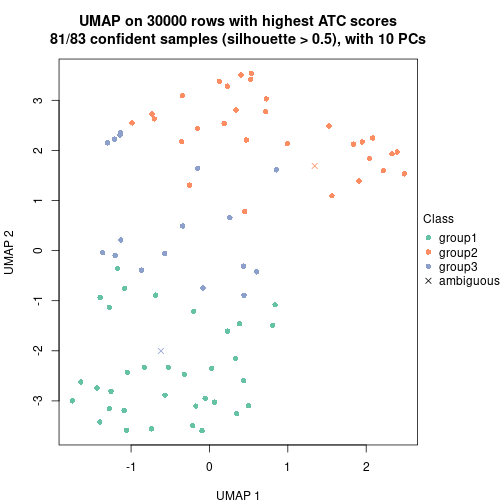 UMAP on 30000 rows with highest ATC scores
81/83 confident samples (silhouette > 0.5), with 10 PCs
3
2
1
0
-1
-2
-3
UMAP 2
-1
0
1
2
UMAP 1
Class
group1
group2
group3
ambiguous